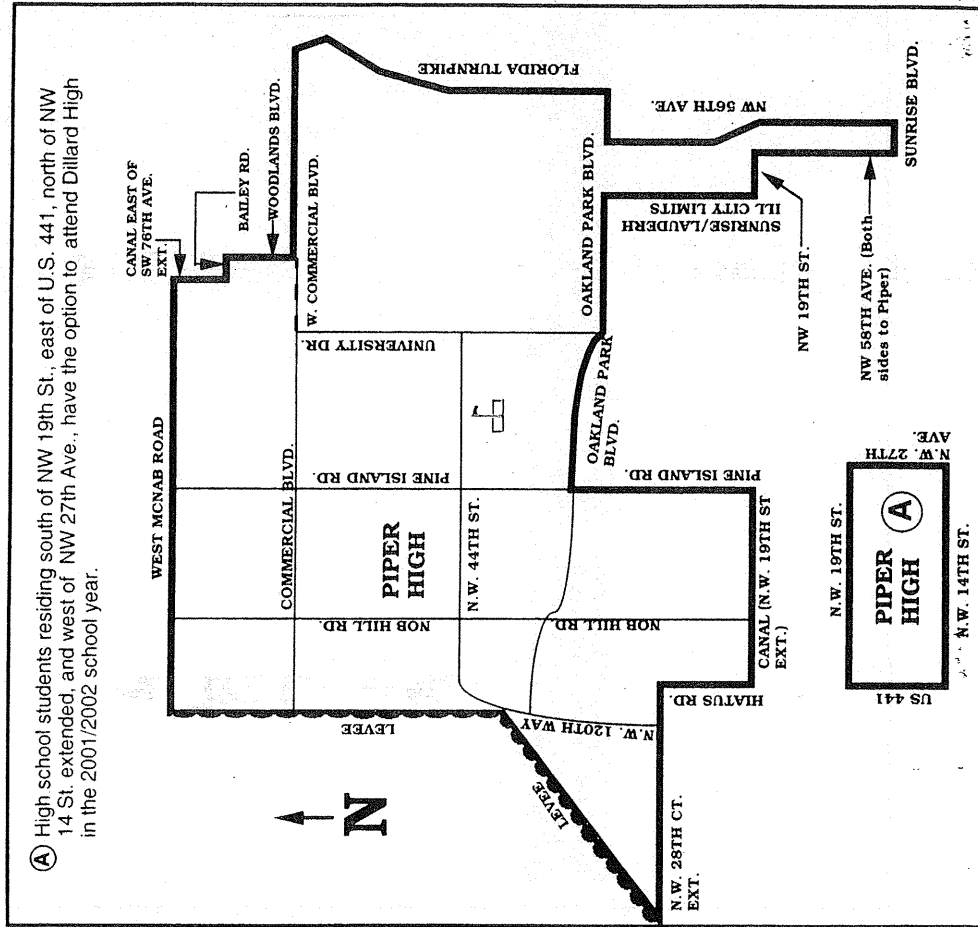 (A) High school students residing south of NW 19th St., east of U.S. 441, north of NW
14 St. extended, and west of NW 27th Ave., have the option to attend Dillard High
in the 2001/2002 school year.
CANAL EAST OF
SW 76TH AVE.
EXT.
BAILEY RD.
WOODLANDS BLVD.
WEST MCNAB ROAD
COMMERCIAL BLVD.
W. COMMERCIAL BLVD.
FLORIDA TURNPIKE
UNIVERSITY DR.
PINE ISLAND RD.
NOB HILL RD.
LEVEE
PIPER
HIGH
N.W. 44TH ST.
N
LEVEE
N.W. 120TH WAY
N.W. 28TH CT.
EXT.
HIATUS RD.
NOB HILL RD.
CANAL (N.W. 19TH ST
EXT.)
PINE ISLAND RD.
OAKLAND PARK
BLVD.
OAKLAND PARK BLVD.
NW 56TH AVE.
SUNRISE/LAUDERH
ILL CITY LIMITS
NW 19TH ST.
NW 58TH AVE. (Both
sides to Piper)
SUNRISE BLVD.
N.W. 19TH ST.
PIPER
HIGH
(A)
N.W. 27TH
AVE.
US 441
N.W. 14TH ST.